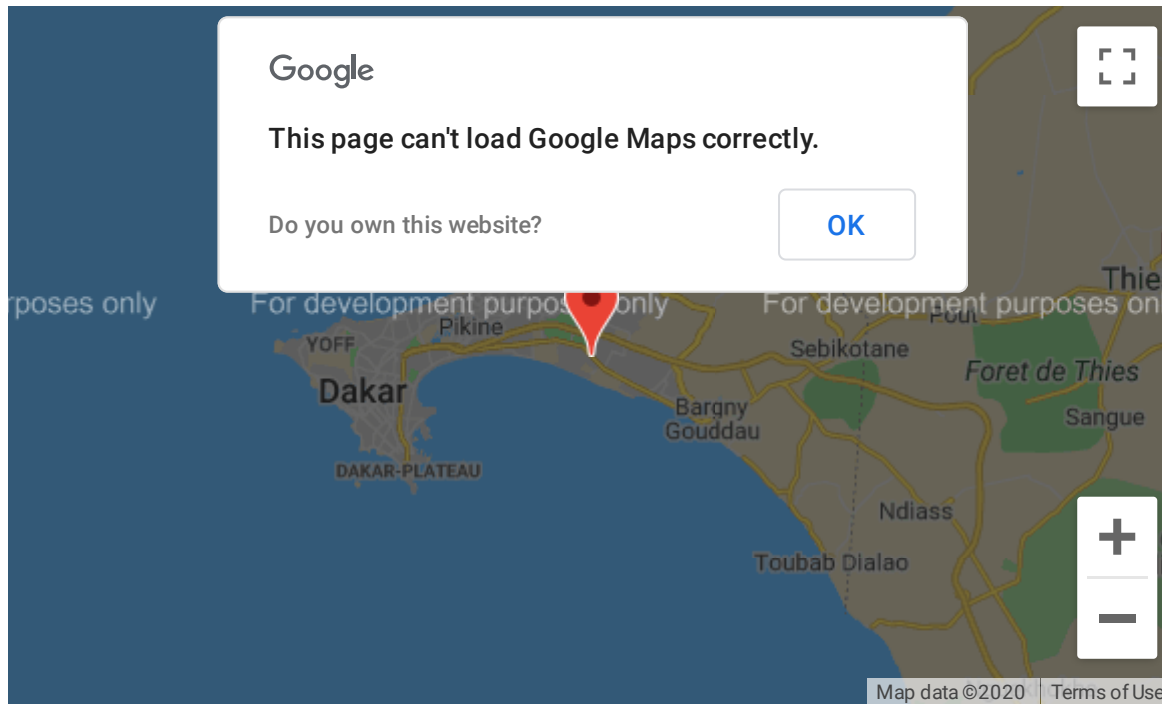 Google
This page can't load Google Maps correctly.
Do you own this website?
OK
Thie
rposes only
For development purpos
only
For development purposes on
Pikine
Pout
YOFF
Sebikotane
Foret de Thies
Dakar
Bargny
Gouddau
Sangue
DAKAR-PLATEAU
Ndiass
Toubab Dialao
Map data ©2020
Terms of Use